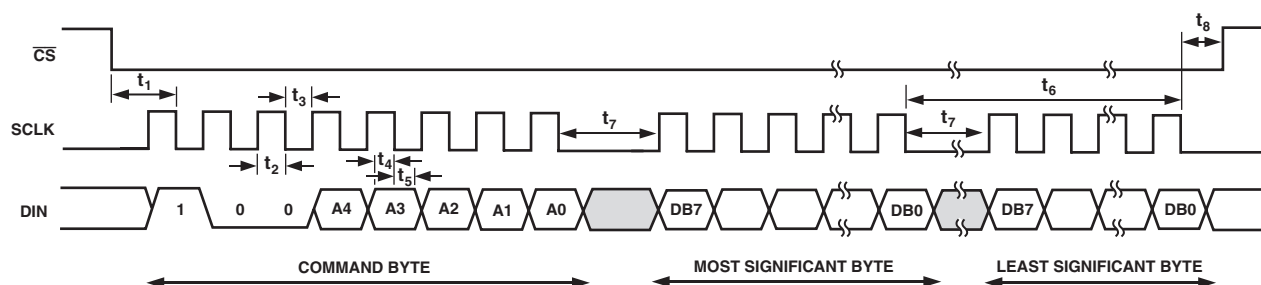 t8
CS
t1
t3
t6
SCLK
t7
t7
t2
t4
t5
DIN
1
0
0
A4
A3
A2
A1
A0
DB7
DB0
DB7
DB0
COMMAND BYTE
MOST SIGNIFICANT BYTE
LEAST SIGNIFICANT BYTE